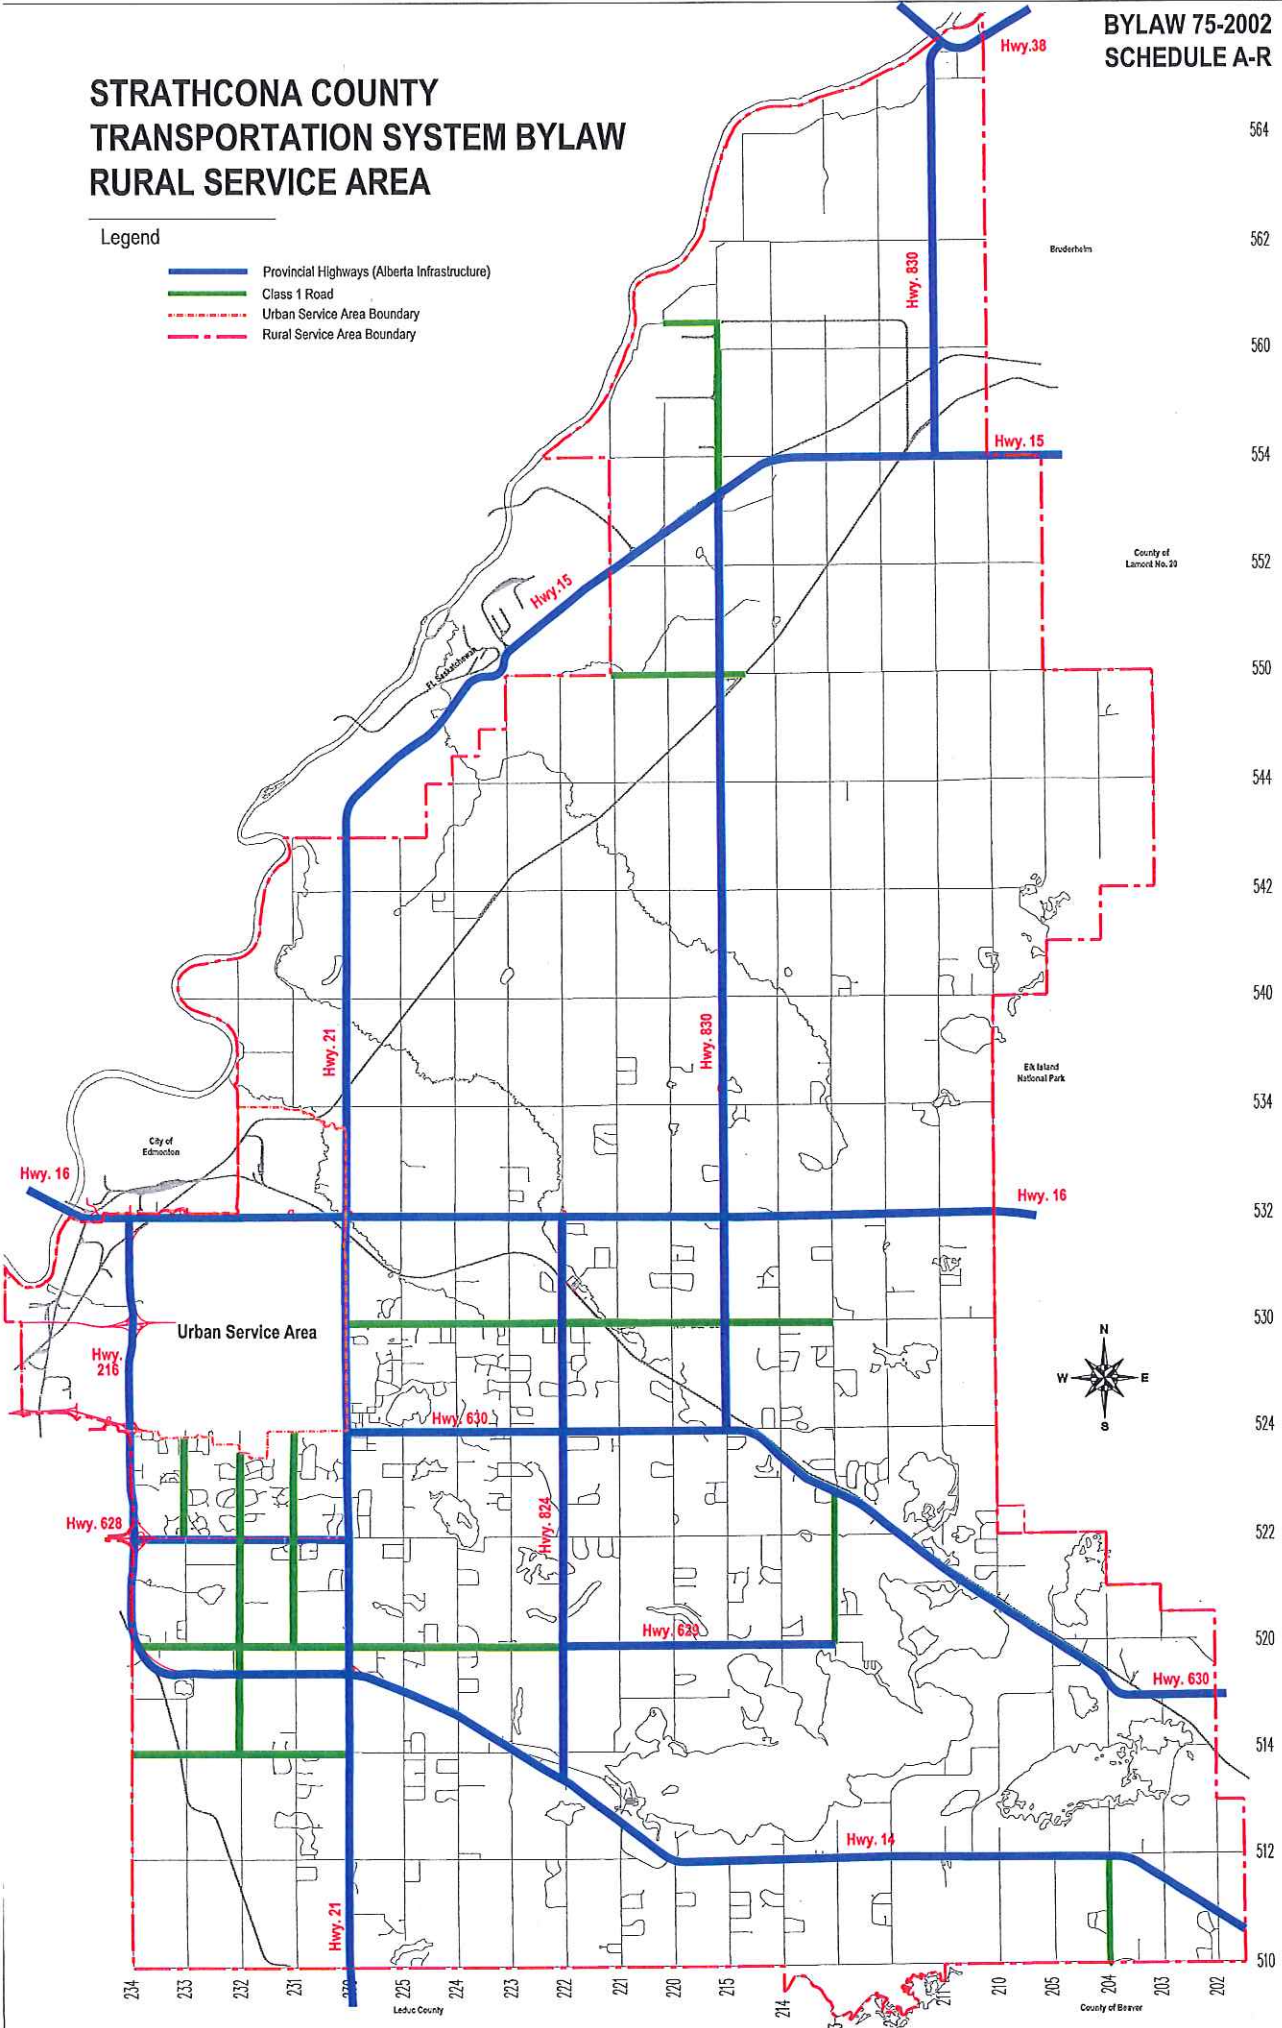 BYLAW 75-2002
SCHEDULE A-R
STRATHCONA COUNTY
TRANSPORTATION SYSTEM BYLAW
RURAL SERVICE AREA
Legend
Provincial Highways (Alberta Infrastructure)
Class 1 Road
Urban Service Area Boundary
Rural Service Area Boundary
Hwy.38
564
562
Bruderheim
Hwy. 830
560
Hwy. 15
554
County of
Lamont No. 20
552
Hwy.15
Ft. Saskatchewan
550
544
542
540
Hwy. 21
Hwy. 830
Elk Island
National Park
534
City of
Edmonton
Hwy. 16
Hwy. 16
532
530
Urban Service Area
Hwy.
216
N
W
E
S
Hwy. 630
524
Hwy. 628
Hwy. 824
522
Hwy. 629
520
Hwy. 630
514
Hwy. 14
512
Hwy. 21
510
234
233
232
231
230
225
224
223
222
221
220
215
214
211
210
205
204
203
202
Leduc County
County of Beaver